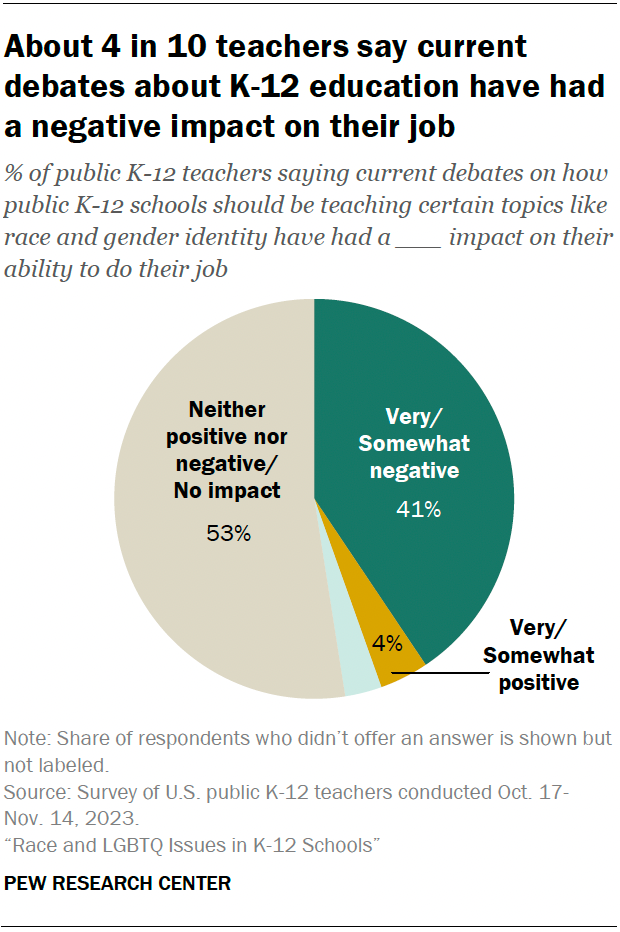 About 4 in 10 teachers say current
debates about K-12 education have had
a negative impact on their job
% of public K-12 teachers saying current debates on how
public K-12 schools should be teaching certain topics like
race and gender identity have had a ___ impact on their
ability to do their job
Neither
positive nor
negative/
No impact
53%
Very/
Somewhat
negative
41%
4%
Very/
Somewhat
positive
Note: Share of respondents who didn’t offer an answer is shown but
not labeled.
Source: Survey of U.S. public K-12 teachers conducted Oct. 17-
Nov. 14, 2023.
“Race and LGBTQ Issues in K-12 Schools”
PEW RESEARCH CENTER